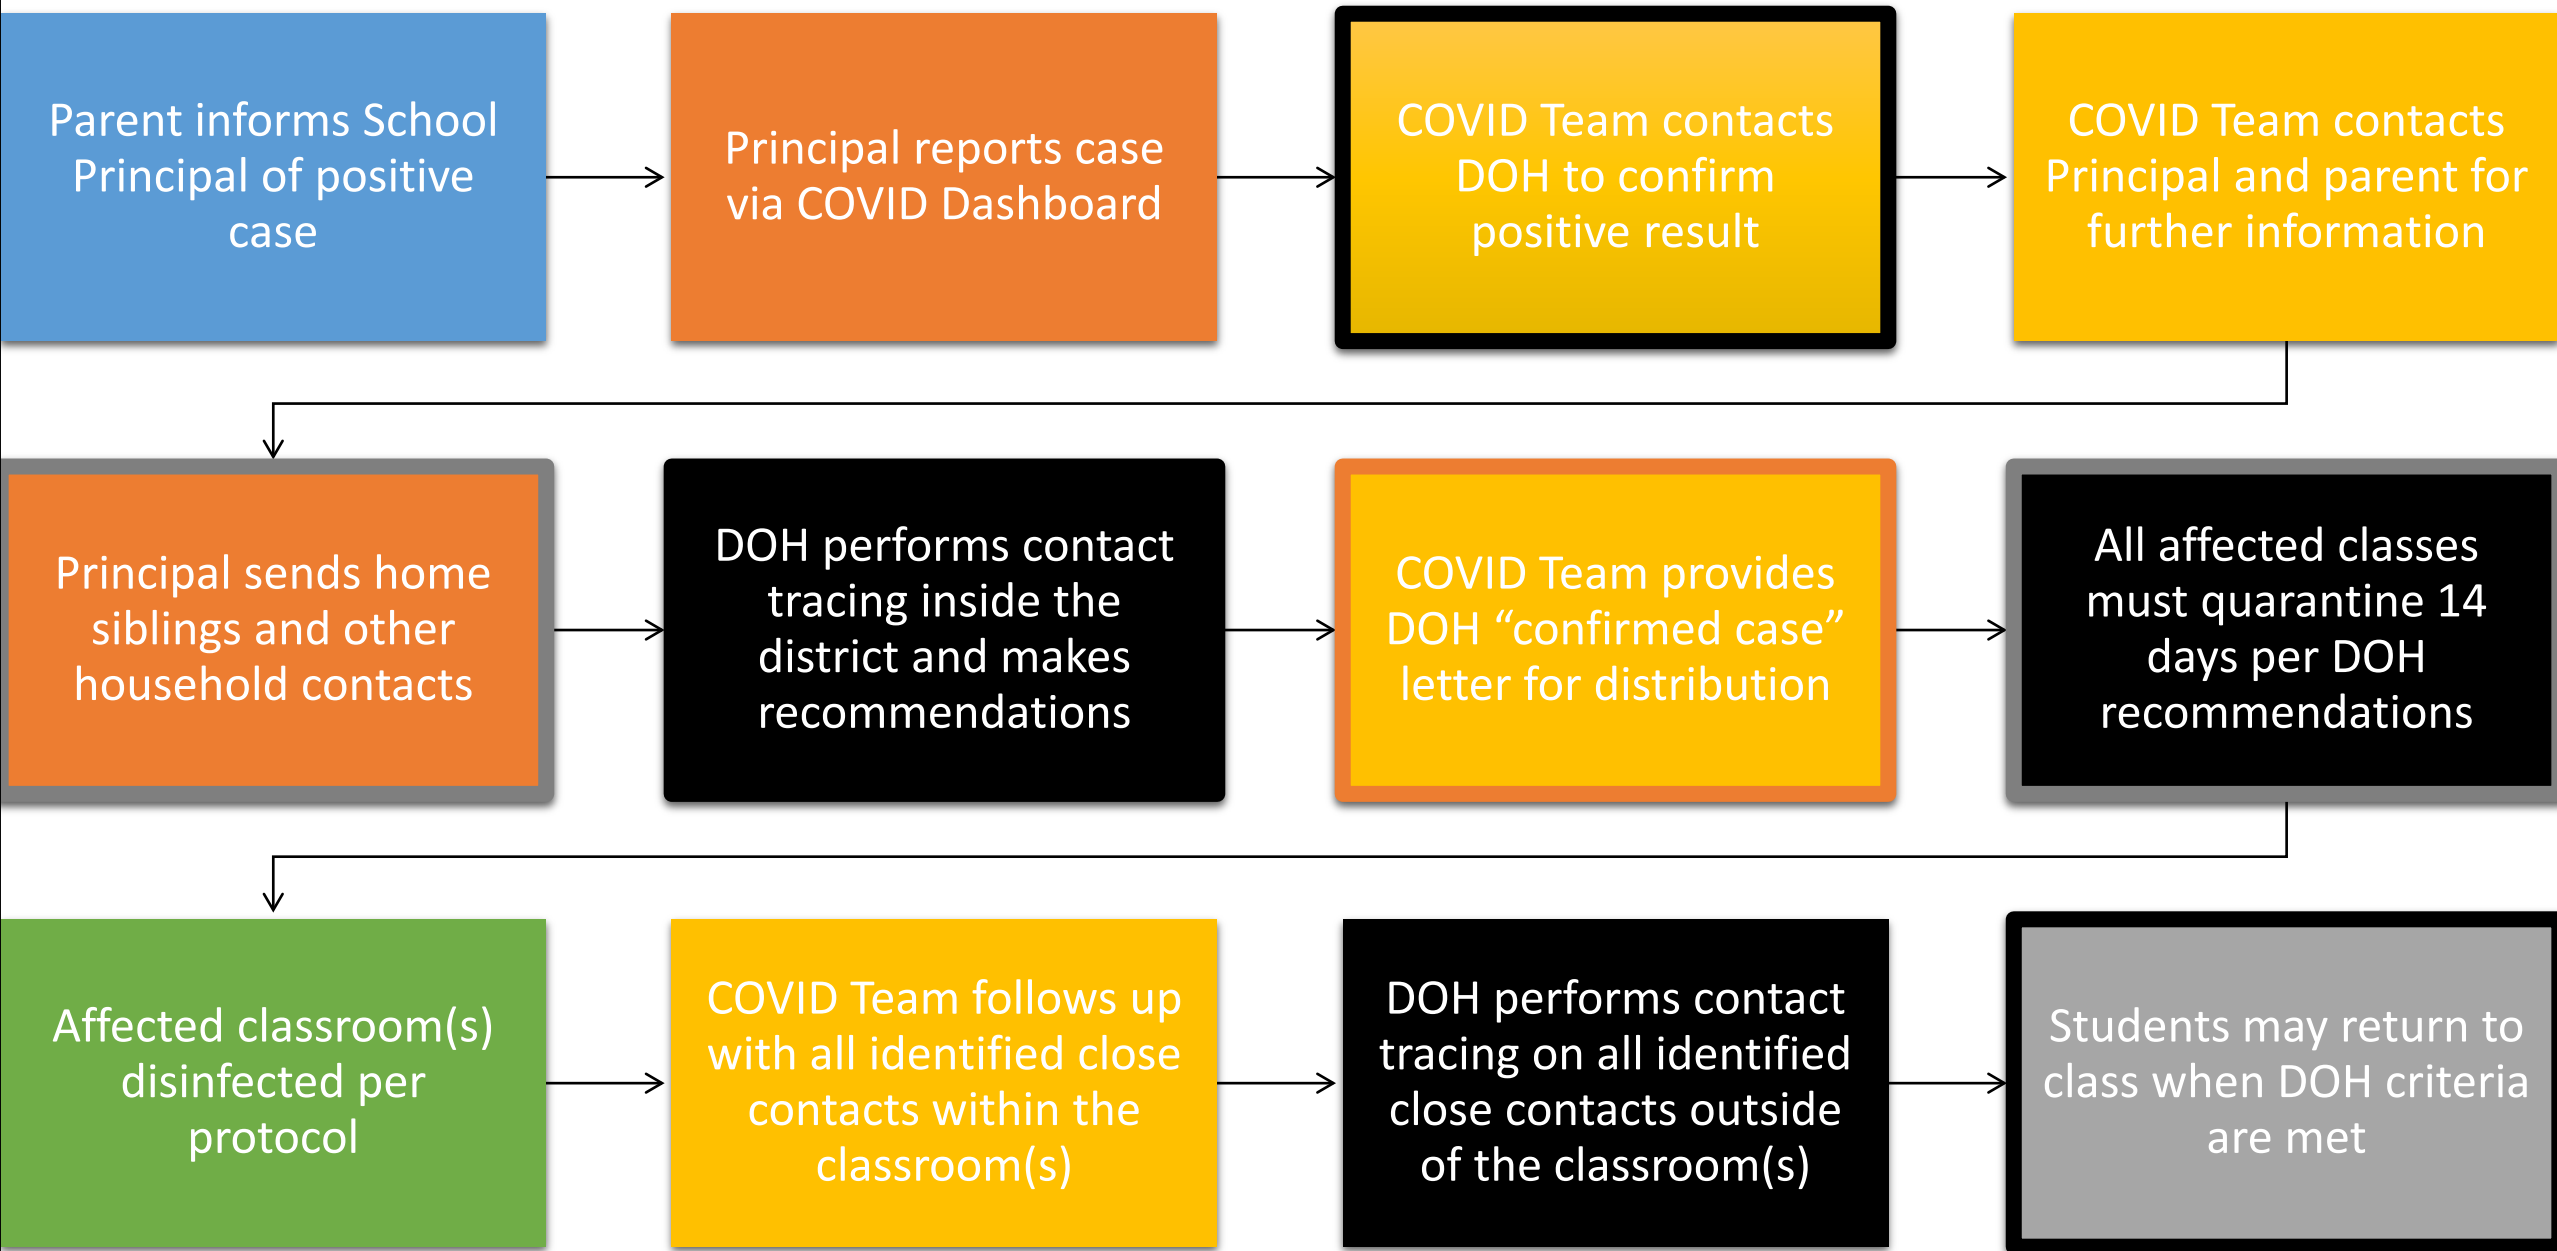 Parent informs School
Principal of positive
case
Principal reports case
via COVID Dashboard
COVID Team contacts
DOH to confirm
positive result
COVID Team contacts
Principal and parent for
further information
Principal sends home
siblings and other
household contacts
DOH performs contact
tracing inside the
district and makes
recommendations
COVID Team provides
DOH “confirmed case”
letter for distribution
All affected classes
must quarantine 14
days per DOH
recommendations
Affected classroom(s)
disinfected per
protocol
COVID Team follows up
with all identified close
contacts within the
classroom(s)
DOH performs contact
tracing on all identified
close contacts outside
of the classroom(s)
Students may return to
class when DOH criteria
are met